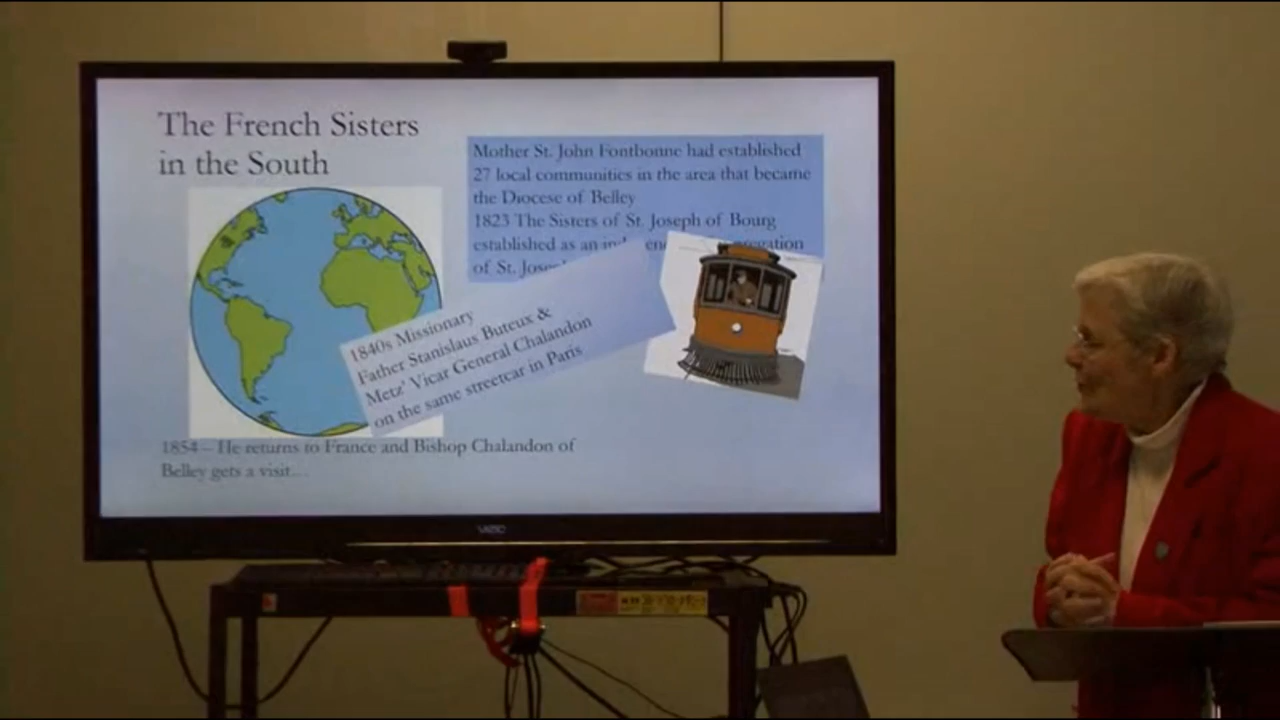 The French Sisters
in the South
Mother St. John Fontbonne had established
27 local communities in the area that became
the Diocese of Belley
1823 The Sisters of St. Joseph of Bourg
established as an
of St.
1840s Missionary
Father Stanislaus Buteux &
Metz' Vicar General Chalandon
on the same streetcar in Paris
1854 – He returns to France and Bishop Chalandon of
Belley gets a visit....
VIZIO